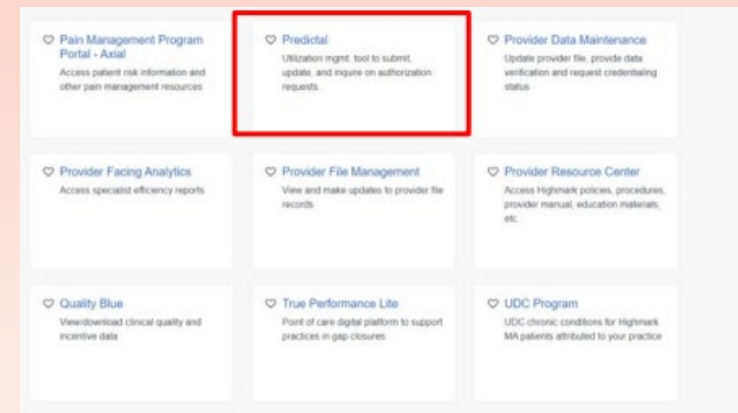 Pain Management Program
Portal - Axial
Access patient risk information and
other pain management resources
Predictal
Utilization mgmt. tool to submit,
update, and inquire on authorization
requests.
Provider Data Maintenance
Update provider file, provide data
verification and request credentialing
status
Provider Facing Analytics
Access specialist efficiency reports
Provider File Management
View and make updates to provider file
records
Provider Resource Center
Access Highmark policies, procedures,
provider manual, education materials,
etc.
Quality Blue
View/download clinical quality and
incentive data
True Performance Lite
Point of care digital platform to support
practices in gap closures
UDC Program
UDC chronic conditions for Highmark
MA patients attributed to your practice